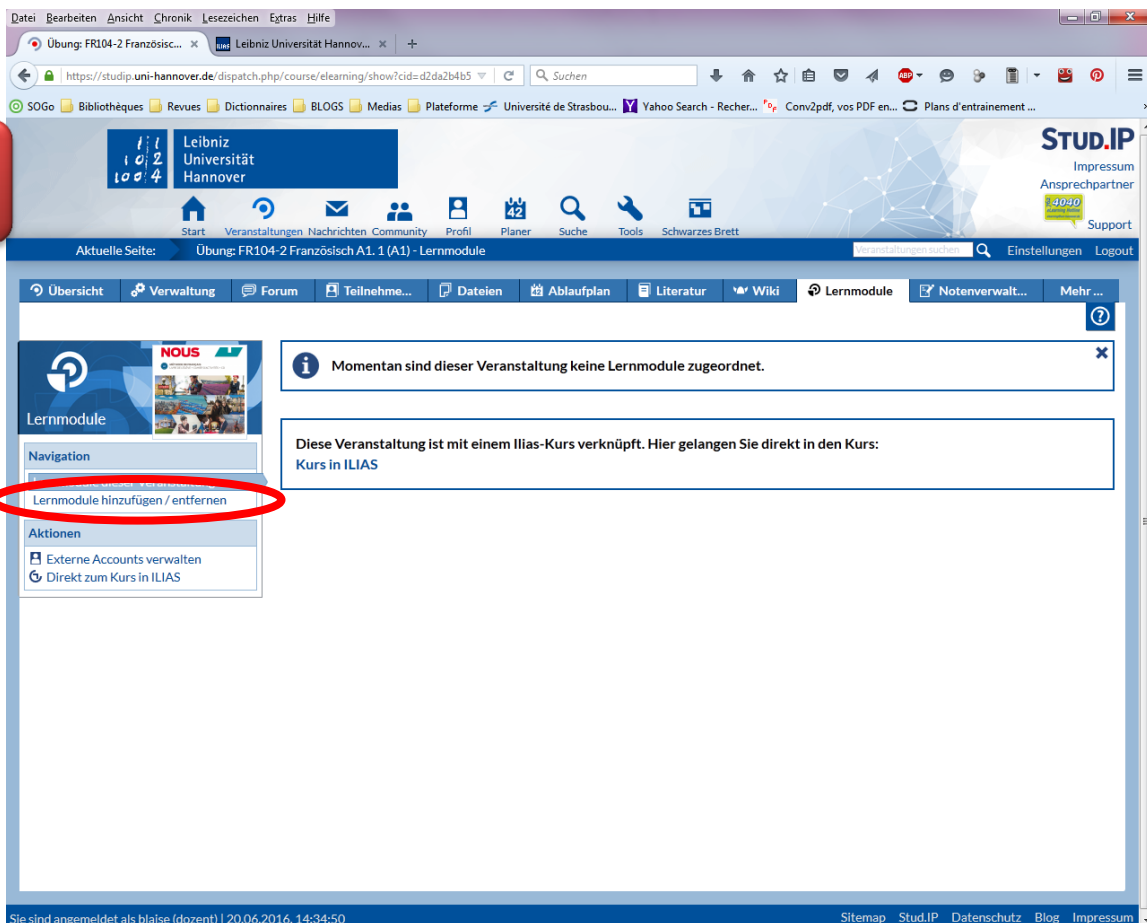 Datei Bearbeiten Ansicht Chronik Lesezeichen Extras Hilfe
Übung: FR104-2 Französisc... × Leibniz Universität Hannov... × +
https://studip.uni-hannover.de/dispatch.php/course/elearning/show?cid=d2da2b4b5 Suchen
SOGo Bibliothèques Revues Dictionnaires BLOGS Medias Plateforme Université de Strasbou... Yahoo Search - Recher... Conv2pdf, vos PDF en... Plans d'entrainement ...
Leibniz
Universität
Hannover
STUD.IP
Impressum
Ansprechpartner
Support
Start Veranstaltungen Nachrichten Community Profil Planer Suche Tools Schwarzes Brett
Aktuelle Seite: Übung: FR104-2 Französisch A1. 1 (A1) - Lernmodule
Veranstaltungen suchen Einstellungen Logout
Übersicht Verwaltung Forum Teilnehme... Dateien Ablaufplan Literatur Wiki Lernmodule Notenverwalt... Mehr ...
NOUS
Lernmodule
Momentan sind dieser Veranstaltung keine Lernmodule zugeordnet.
Diese Veranstaltung ist mit einem Ilias-Kurs verknüpft. Hier gelangen Sie direkt in den Kurs:
Kurs in ILIAS
Navigation
Lernmodule hinzufügen / entfernen
Aktionen
Externe Accounts verwalten
Direkt zum Kurs in ILIAS
Sie sind angemeldet als blaise (dozent) | 20.06.2016, 14:34:50
Sitemap Stud.IP Datenschutz Blog Impressum